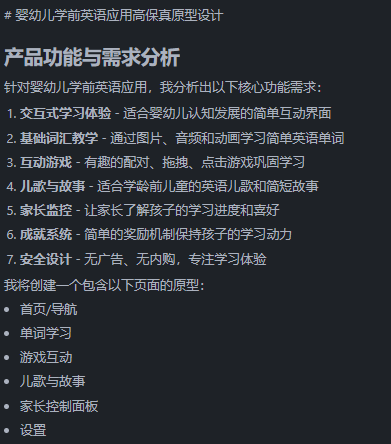 # 婴幼儿学前英语应用高保真原型设计
产品功能与需求分析
针对婴幼儿学前英语应用，我分析出以下核心功能需求：
1. 交互式学习体验 - 适合婴幼儿认知发展的简单互动界面
2. 基础词汇教学 - 通过图片、音频和动画学习简单英语单词
3. 互动游戏 - 有趣的配对、拖拽、点击游戏巩固学习
4. 儿歌与故事 - 适合学龄前儿童的英语儿歌和简短故事
5. 家长监控 - 让家长了解孩子的学习进度和喜好
6. 成就系统 - 简单的奖励机制保持孩子的学习动力
7. 安全设计 - 无广告、无内购，专注学习体验
我将创建一个包含以下页面的原型：
• 首页/导航
• 单词学习
• 游戏互动
• 儿歌与故事
• 家长控制面板
• 设置